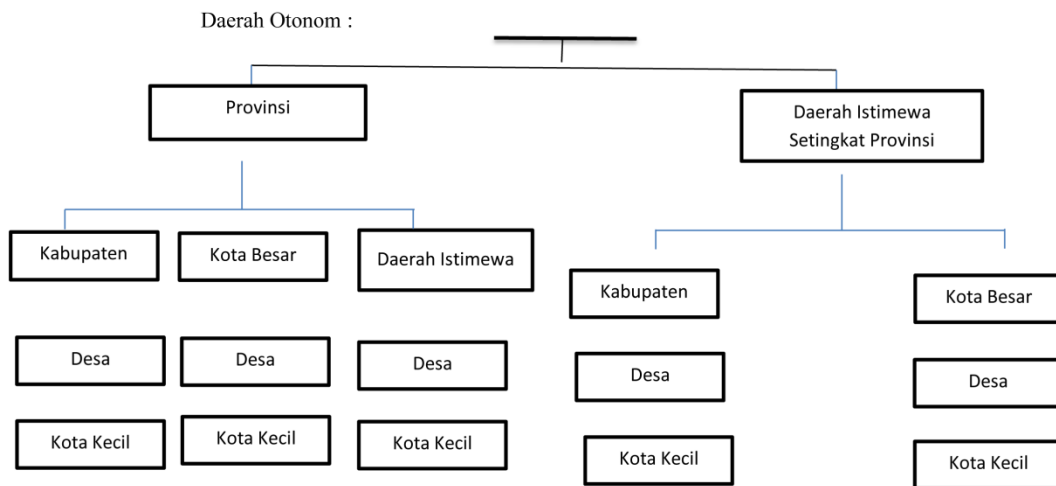 Daerah Otonom :
Provinsi
Daerah Istimewa
Setingkat Provinsi
Kabupaten
Kota Besar
Daerah Istimewa
Kabupaten
Kota Besar
Desa
Desa
Desa
Desa
Desa
Kota Kecil
Kota Kecil
Kota Kecil
Kota Kecil
Kota Kecil